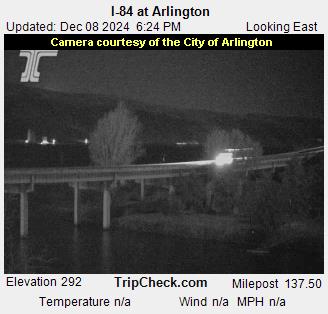 I-84 at Arlington
Updated: Dec 08 2024 6:24 PM Looking East
Camera courtesy of the City of Arlington
Elevation 292 TripCheck.com Milepost 137.50
Temperature n/a Wind n/a MPH n/a